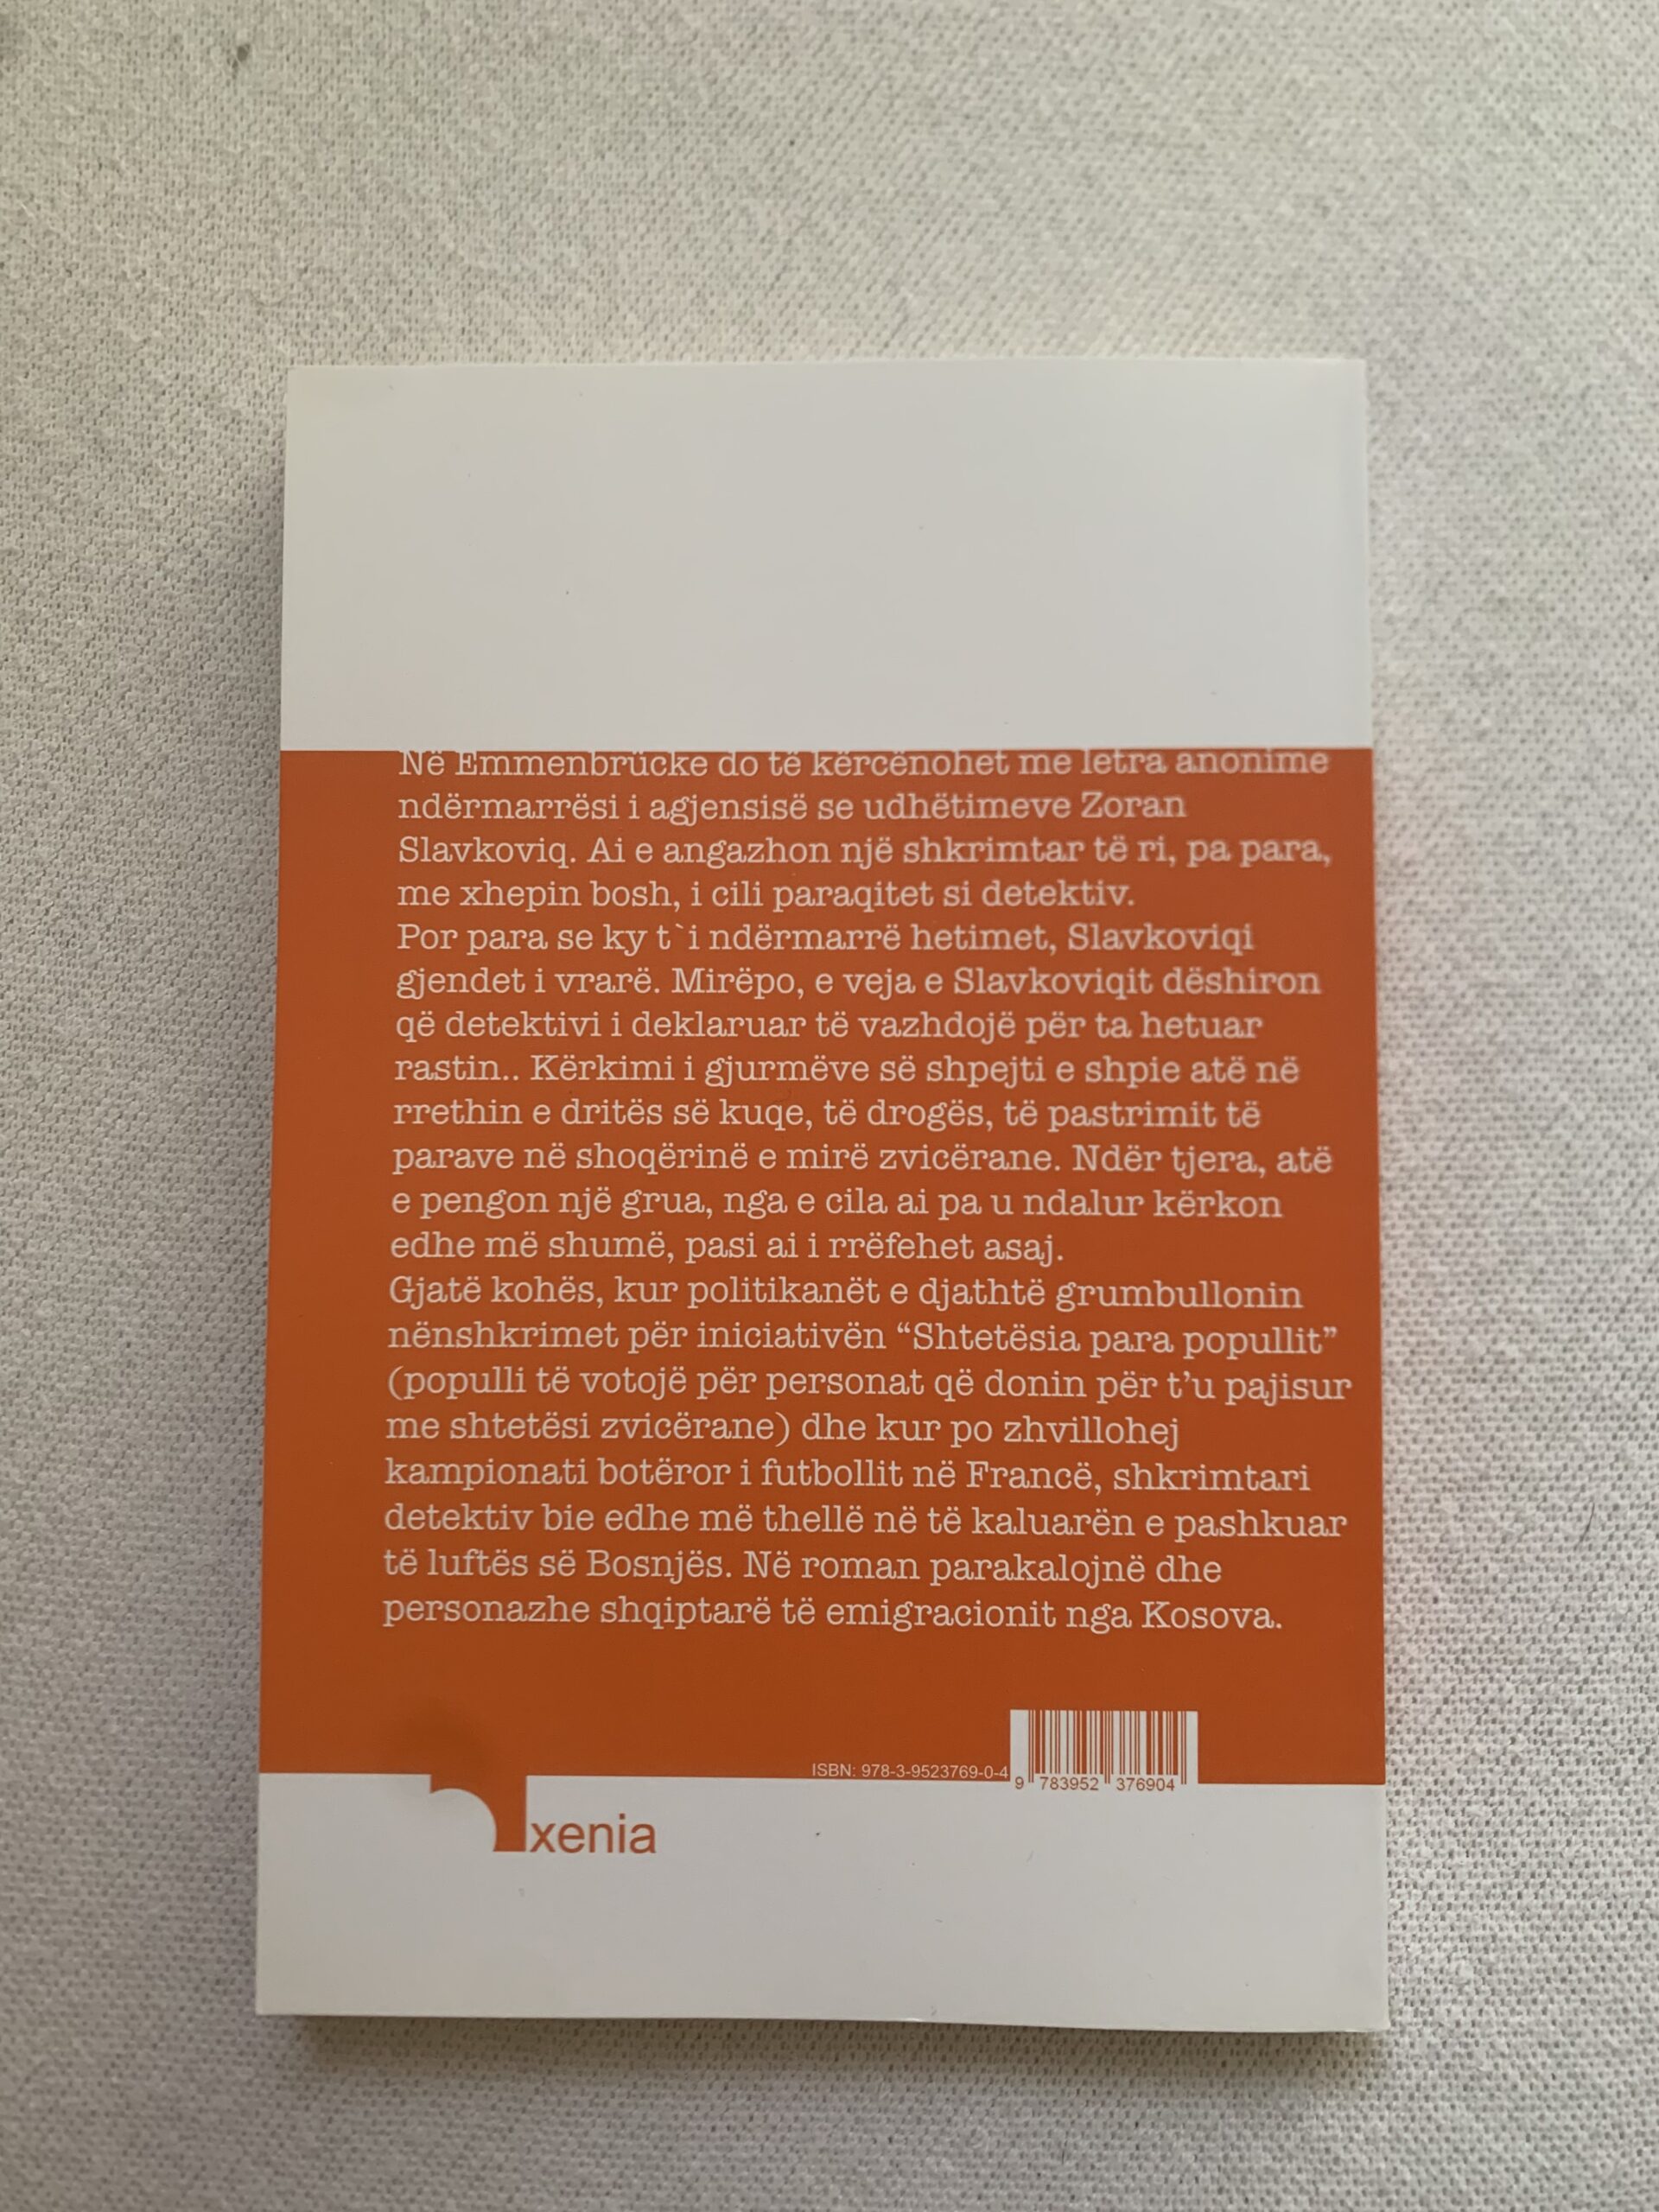 Në Emmenbrücke do të kërcënohet me letra anonime
ndërmarrësi i agjensisë se udhëtimeve Zoran
Slavkoviq. Ai e angazhon një shkrimtar të ri, pa para,
me xhepin bosh, i cili paraqitet si detektiv.
Por para se ky t`i ndërmarrë hetimet, Slavkoviqi
gjendet i vrarë. Mirëpo, e veja e Slavkoviqit dëshiron
që detektivi i deklaruar të vazhdojë për ta hetuar
rastin.. Kërkimi i gjurmëve së shpejti e shpie atë në
rrethin e dritës së kuqe, të drogës, të pastrimit të
parave në shoqërinë e mirë zvicërane. Ndër tjera, atë
e pengon një grua, nga e cila ai pa u ndalur kërkon
edhe më shumë, pasi ai i rrëfehet asaj.
Gjatë kohës, kur politikanët e djathtë grumbullonin
nënshkrimet për iniciativën “Shtetësia para popullit”
(populli të votojë për personat që donin për t’u pajisur
me shtetësi zvicërane) dhe kur po zhvillohej
kampionati botëror i futbollit në Francë, shkrimtari
detektiv bie edhe më thellë në të kaluarën e pashkuar
të luftës së Bosnjës. Në roman parakalojnë dhe
personazhe shqiptarë të emigracionit nga Kosova.
ISBN: 978-3-9523769-0-4
9 783952 376904
xenia